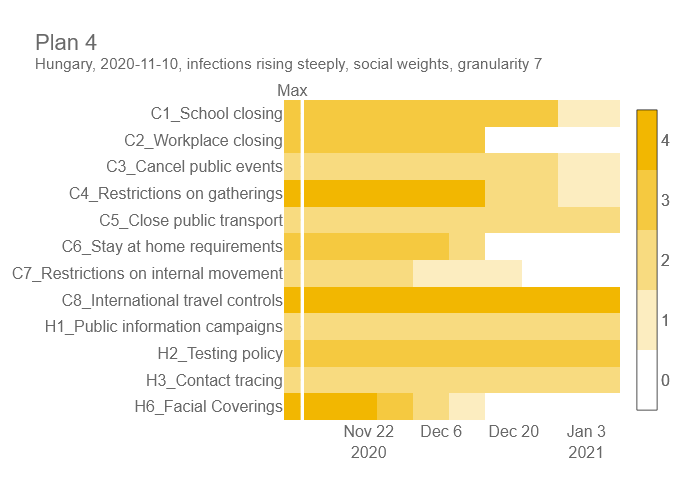 Plan 4
Hungary, 2020-11-10, infections rising steeply, social weights, granularity 7
Max
C1_School closing
C2_Workplace closing
C3_Cancel public events
C4_Restrictions on gatherings
C5_Close public transport
C6_Stay at home requirements
C7_Restrictions on internal movement
C8_International travel controls
H1_Public information campaigns
H2_Testing policy
H3_Contact tracing
H6_Facial Coverings
Nov 22 Dec 6 Dec 20 Jan 3
2020 2021
4
3
2
1
0